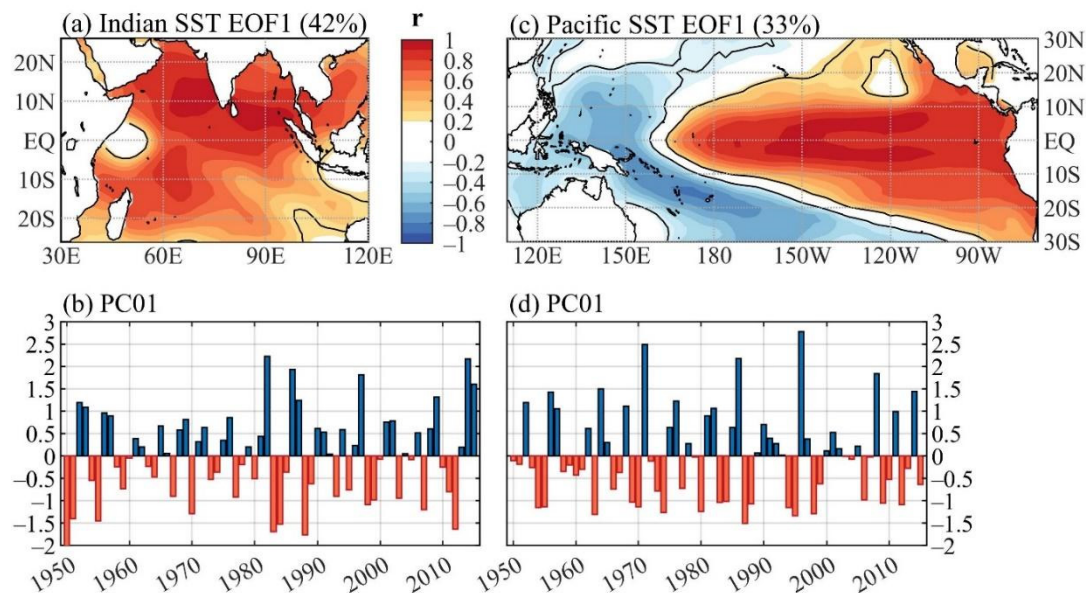 (a) Indian SST EOF1 (42%)
r
(c) Pacific SST EOF1 (33%)
20N
10N
EQ
10S
20S
30E 60E 90E 120E
1
0.8
0.6
0.4
0.2
0
−0.2
−0.4
−0.6
−0.8
−1
30N
20N
10N
EQ
10S
20S
30S
120E 150E 180 150W 120W 90W
(b) PC01
2.5
2
1.5
1
0.5
0
−0.5
−1
−1.5
−2
1950 1960 1970 1980 1990 2000 2010
(d) PC01
3
2.5
2
1.5
1
0.5
0
−0.5
−1
−1.5
−2
1950 1960 1970 1980 1990 2000 2010